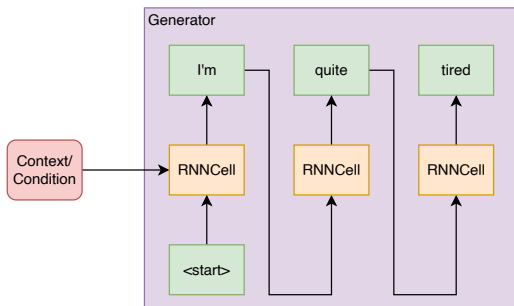 Generator
I'm
quite
tired
Context/
Condition
RNNCell
RNNCell
RNNCell
<start>